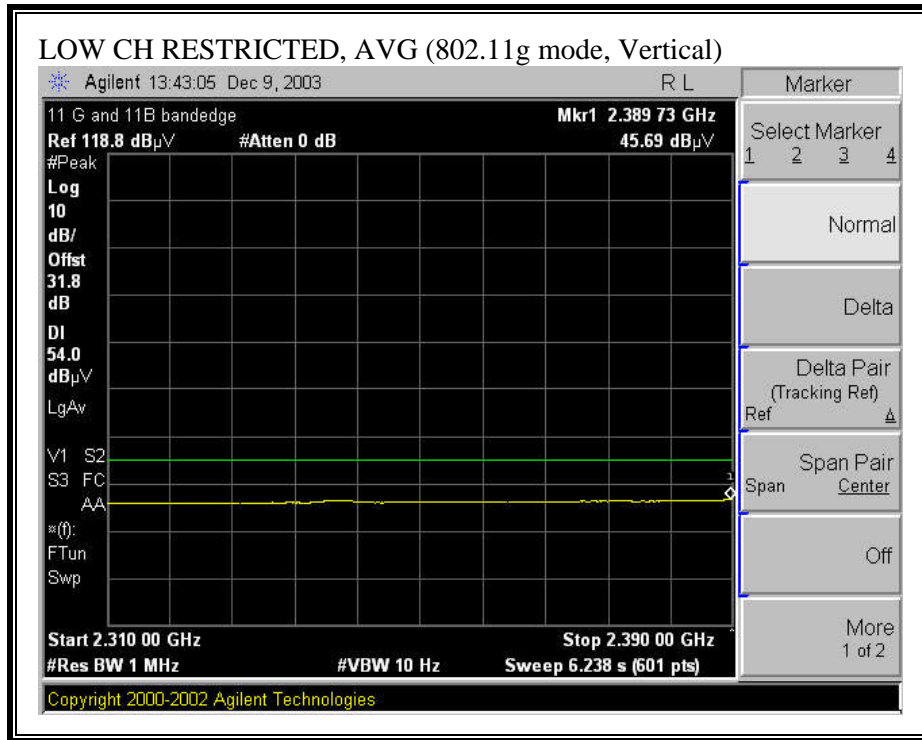 LOW CH RESTRICTED, AVG (802.11g mode, Vertical)
Agilent 13:43:05 Dec 9, 2003 R L
11 G and 11B bandedge Mkr1 2.389 73 GHz
Ref 118.8 dBµV #Atten 0 dB 45.69 dBµV
#Peak
Log
10
dB/
Offst
31.8
dB
DI
54.0
dBµV
LgAv
V1 S2
S3 FC
AA
¤(f):
FTun
Swp
1
Start 2.310 00 GHz Stop 2.390 00 GHz
#Res BW 1 MHz #VBW 10 Hz Sweep 6.238 s (601 pts)
Copyright 2000-2002 Agilent Technologies
Marker
Select Marker
1 2 3 4
Normal
Delta
Delta Pair
(Tracking Ref)
Ref Δ
Span Pair
Span Center
Off
More
1 of 2